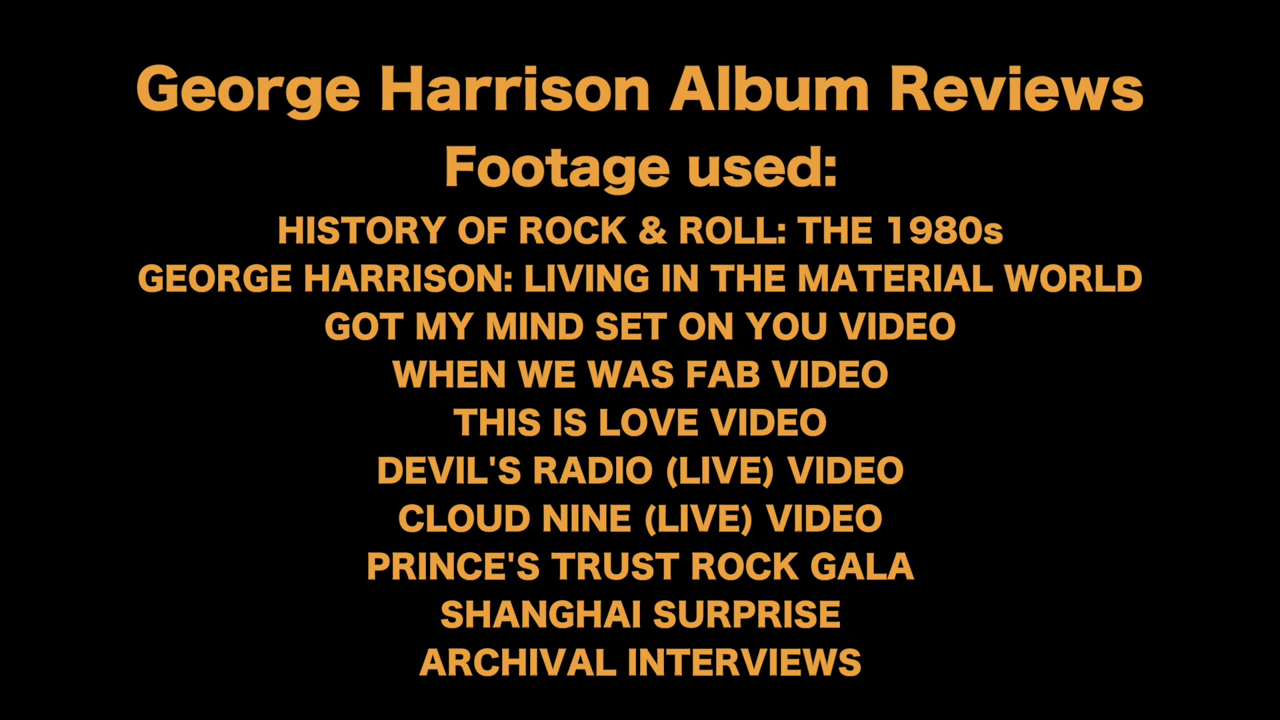 George Harrison Album Reviews
Footage used:
HISTORY OF ROCK & ROLL: THE 1980s
GEORGE HARRISON: LIVING IN THE MATERIAL WORLD
GOT MY MIND SET ON YOU VIDEO
WHEN WE WAS FAB VIDEO
THIS IS LOVE VIDEO
DEVIL'S RADIO (LIVE) VIDEO
CLOUD NINE (LIVE) VIDEO
PRINCE'S TRUST ROCK GALA
SHANGHAI SURPRISE
ARCHIVAL INTERVIEWS